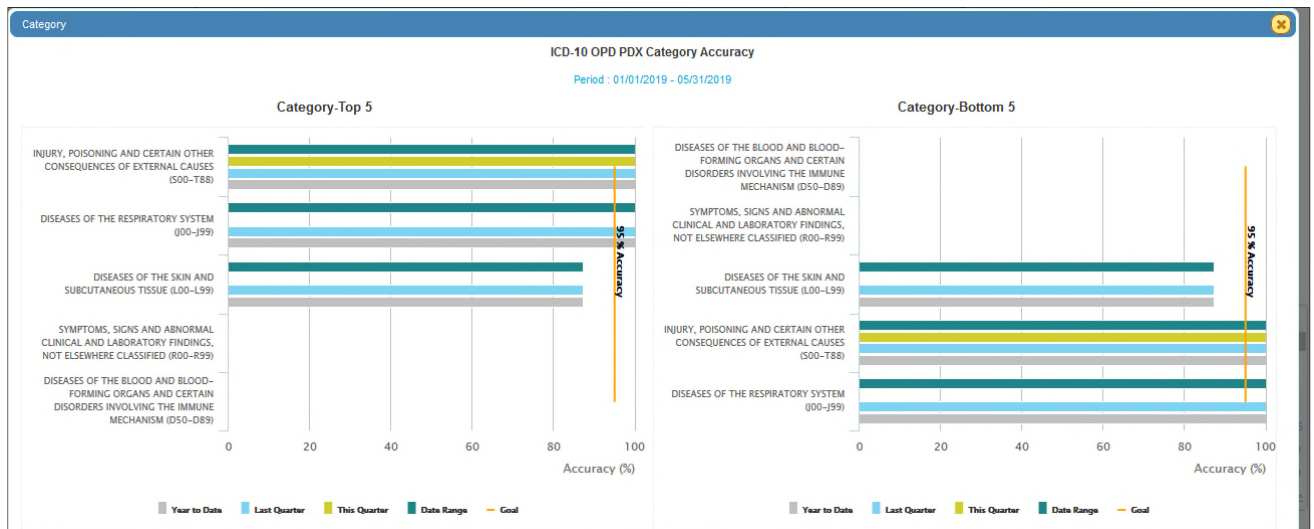 Category
ICD-10 OPD PDX Category Accuracy
Period : 01/01/2019 - 05/31/2019
Category-Top 5
INJURY, POISONING AND CERTAIN OTHER
CONSEQUENCES OF EXTERNAL CAUSES
(S00-T88)
DISEASES OF THE RESPIRATORY SYSTEM
(J00-J99)
DISEASES OF THE SKIN AND
SUBCUTANEOUS TISSUE (L00-L99)
SYMPTOMS, SIGNS AND ABNORMAL
CLINICAL AND LABORATORY FINDINGS,
NOT ELSEWHERE CLASSIFIED (R00-R99)
DISEASES OF THE BLOOD AND BLOOD-
FORMING ORGANS AND CERTAIN
DISORDERS INVOLVING THE IMMUNE
MECHANISM (D50-D89)
95 % Accuracy
0 20 40 60 80 100
Accuracy (%)
Year to Date Last Quarter This Quarter Date Range Goal
Category-Bottom 5
DISEASES OF THE BLOOD AND BLOOD-
FORMING ORGANS AND CERTAIN
DISORDERS INVOLVING THE IMMUNE
MECHANISM (D50-D89)
SYMPTOMS, SIGNS AND ABNORMAL
CLINICAL AND LABORATORY FINDINGS,
NOT ELSEWHERE CLASSIFIED (R00-R99)
DISEASES OF THE SKIN AND
SUBCUTANEOUS TISSUE (L00-L99)
INJURY, POISONING AND CERTAIN OTHER
CONSEQUENCES OF EXTERNAL CAUSES
(S00-T88)
DISEASES OF THE RESPIRATORY SYSTEM
(J00-J99)
95 % Accuracy
0 20 40 60 80 100
Accuracy (%)
Year to Date Last Quarter This Quarter Date Range Goal